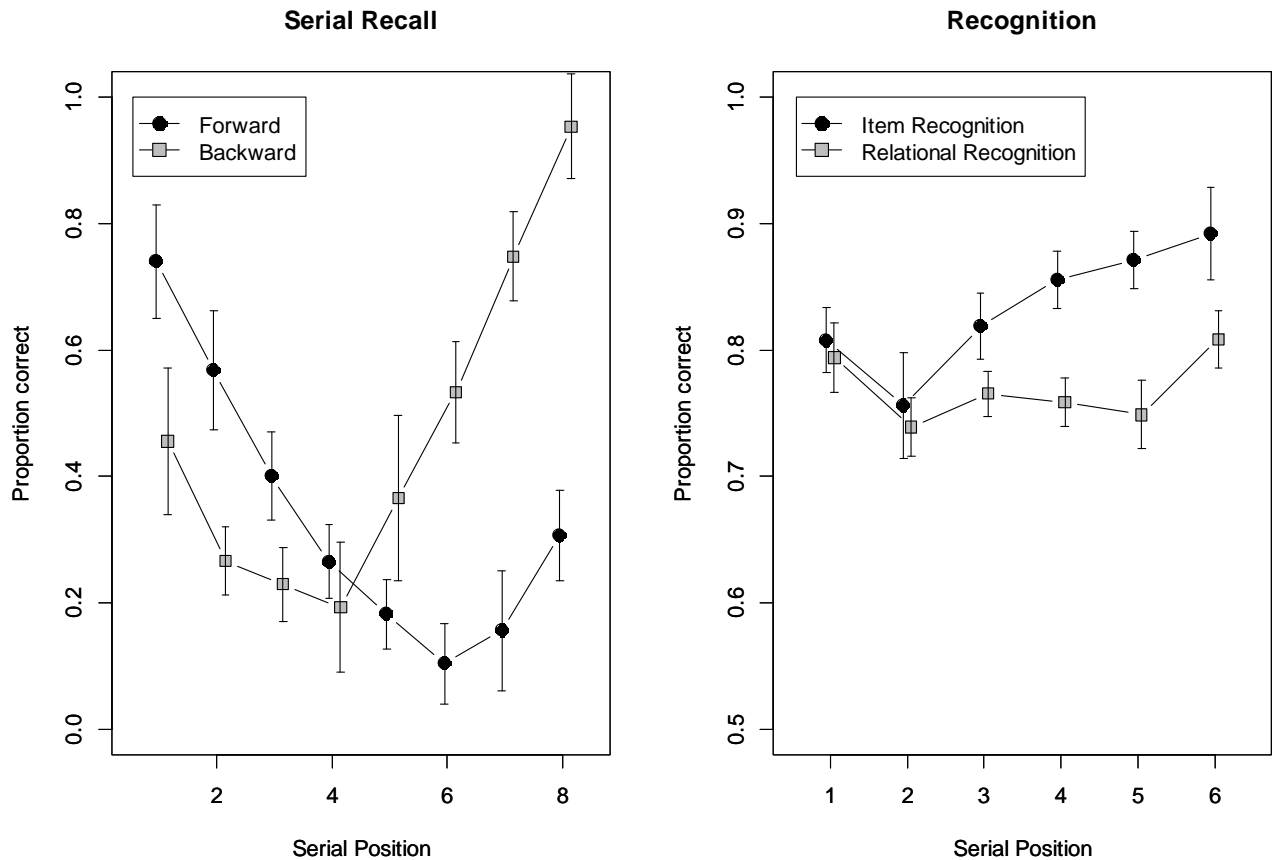 Serial Recall
Forward
Backward
Proportion correct
0.0
0.2
0.4
0.6
0.8
1.0
2
4
6
8
Serial Position
Recognition
Item Recognition
Relational Recognition
Proportion correct
0.5
0.6
0.7
0.8
0.9
1.0
1
2
3
4
5
6
Serial Position